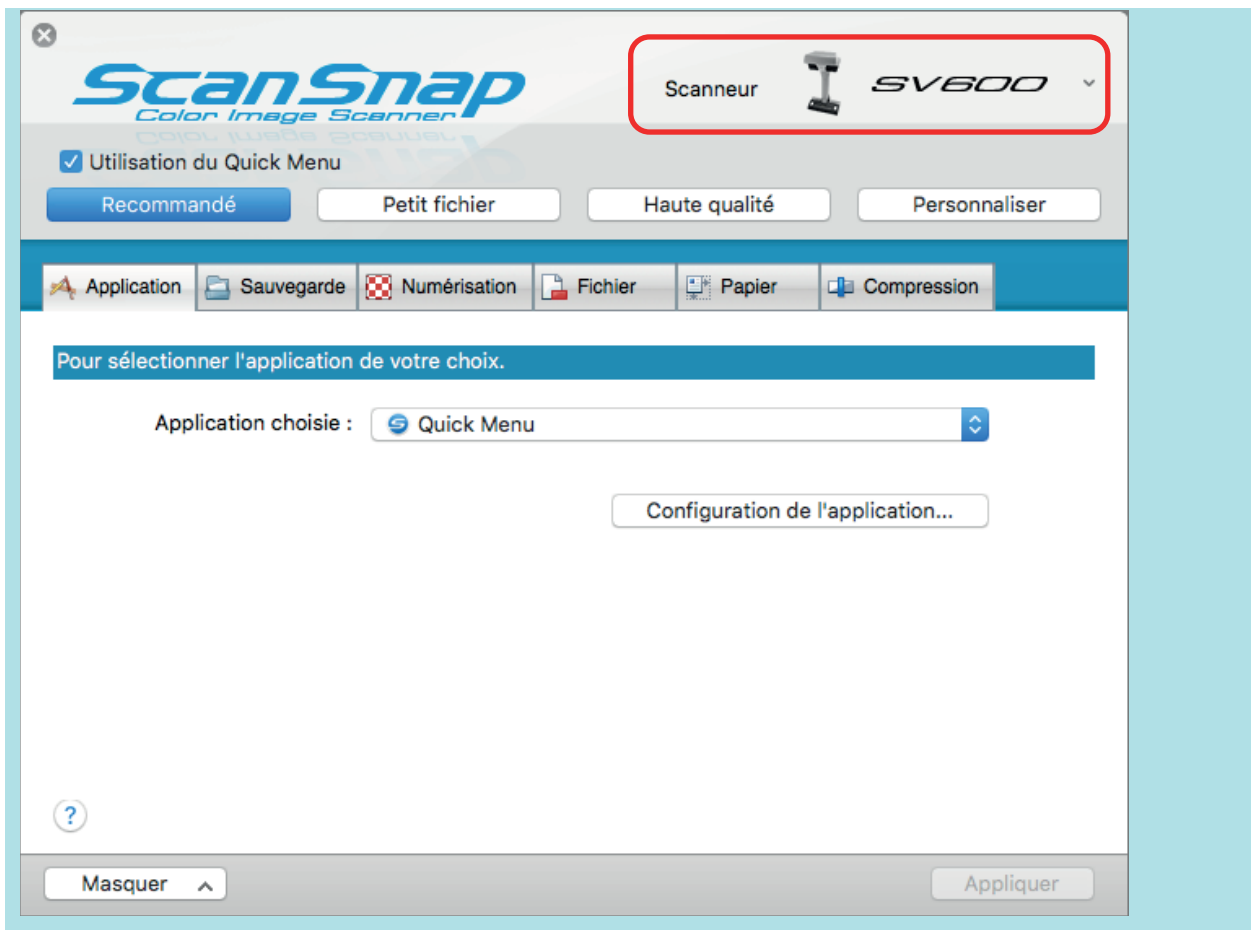 ScanSnap
Color Image Scanner
Scanneur SV600
Utilisation du Quick Menu
Recommandé Petit fichier Haute qualité Personnaliser
Application Sauvegarde Numérisation Fichier Papier Compression
Pour sélectionner l'application de votre choix.
Application choisie : Quick Menu
Configuration de l'application...
?
Masquer Appliquer